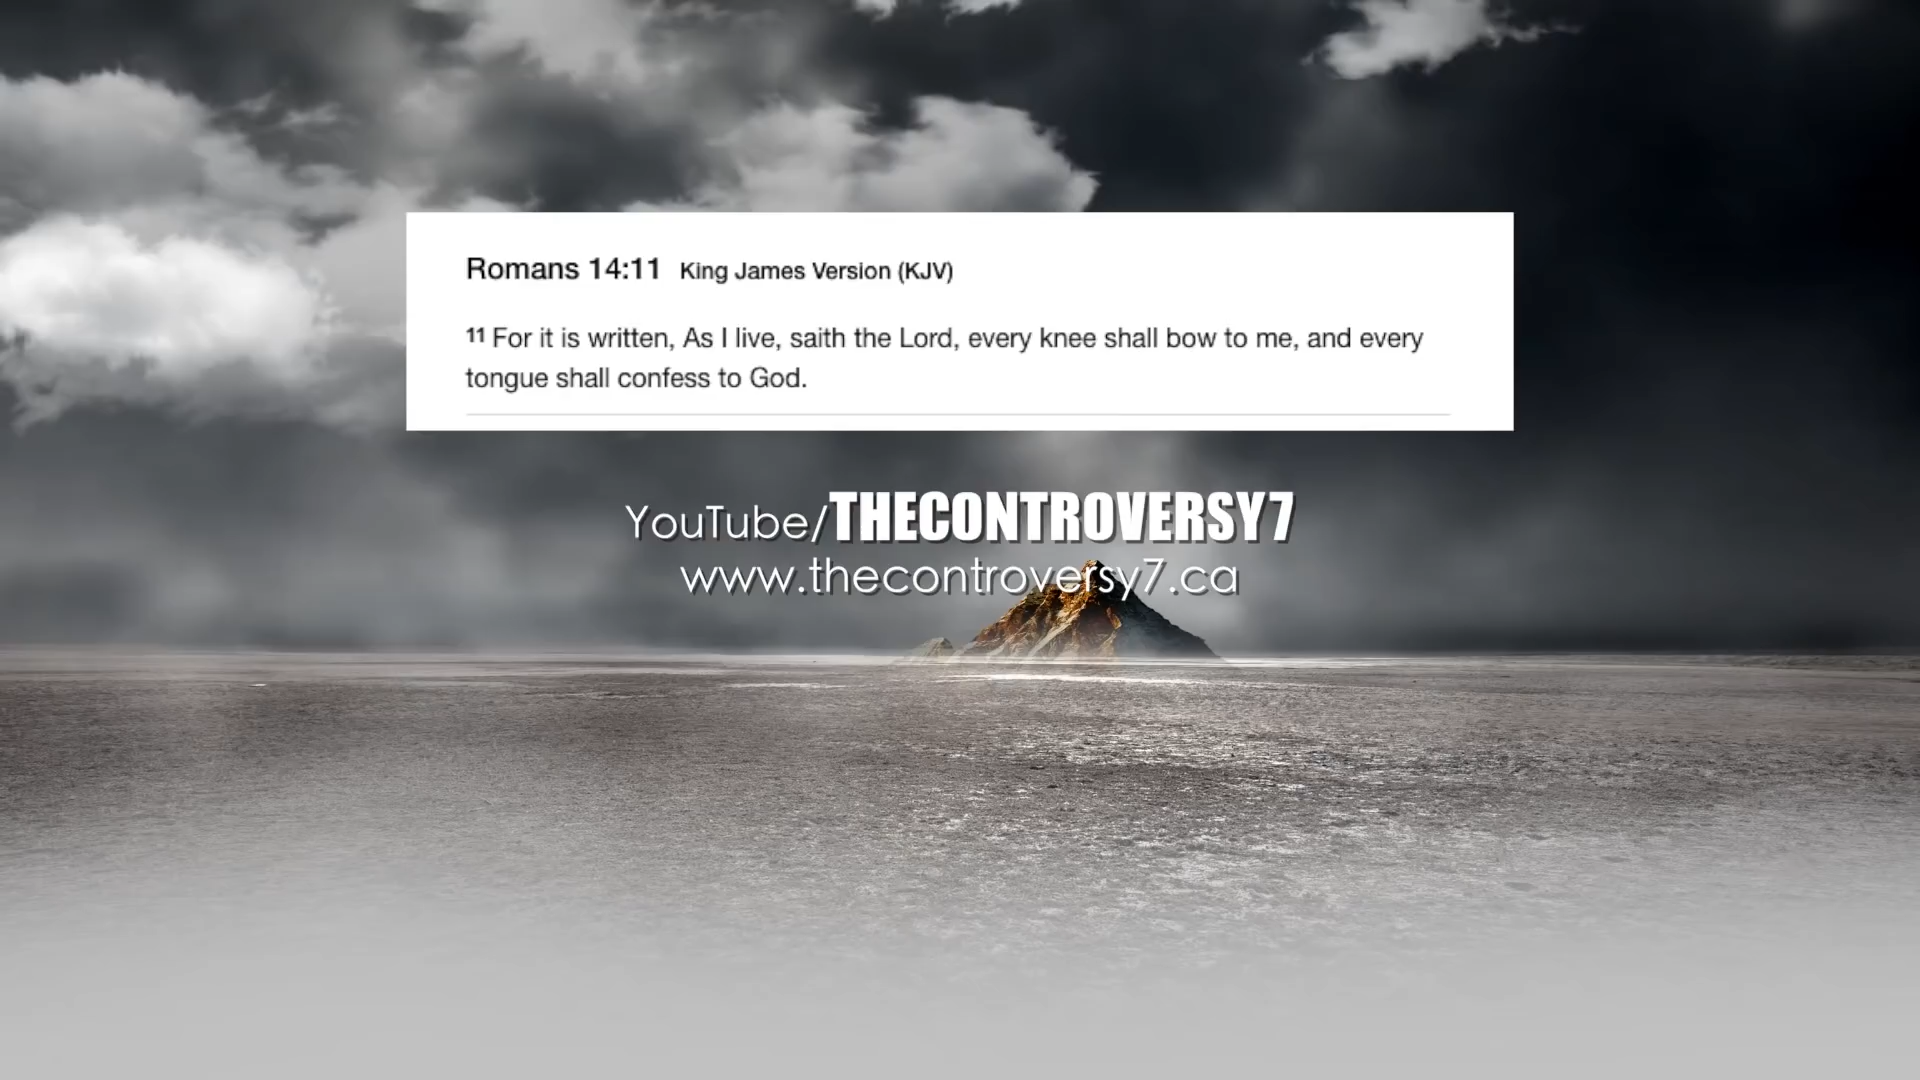 Romans 14:11 King James Version (KJV)
11 For it is written, As I live, saith the Lord, every knee shall bow to me, and every
tongue shall confess to God.
YouTube/THECONTROVERSY7
www.thecontroversy7.ca